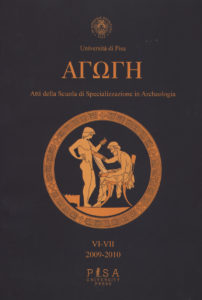 Università di Pisa
ΑΓΩΓΗ
Atti della Scuola di Specializzazione in Archeologia
VI-VII
2009-2010
PISA
UNIVERSITY
PRESS